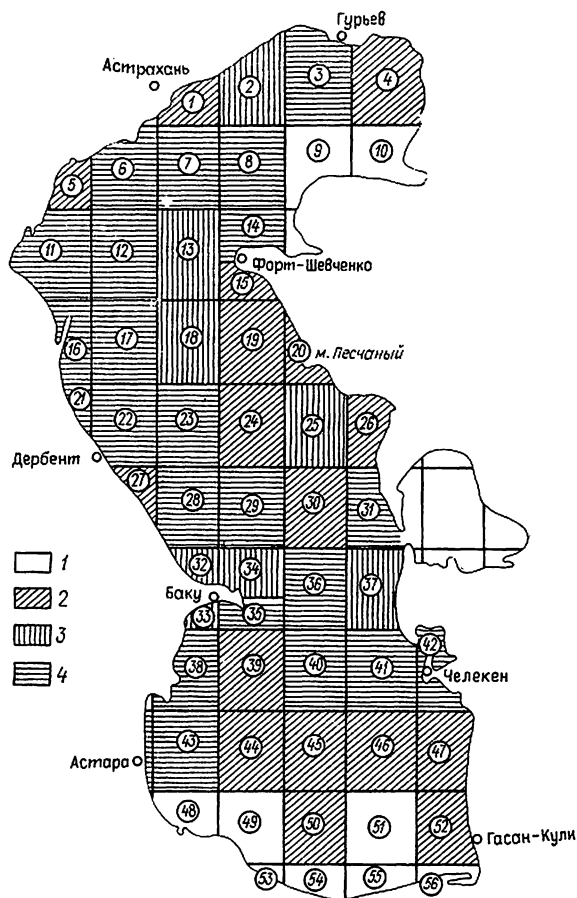 Гурьев
Астрахань
1 2 3 4
5 6 7 8 9 10
11 12 13 14
Форт-Шевченко
15
16 17 18 19 20 м. Песчаный
21 22 23 24 25 26
Дербент
27 28 29 30 31
1
2
3
4
32 34 36 37
Баку
33 35
38 39 40 41 42
Челекен
43 44 45 46 47
Астара
48 49 50 51 52
Гасан-Кули
53 54 55 56